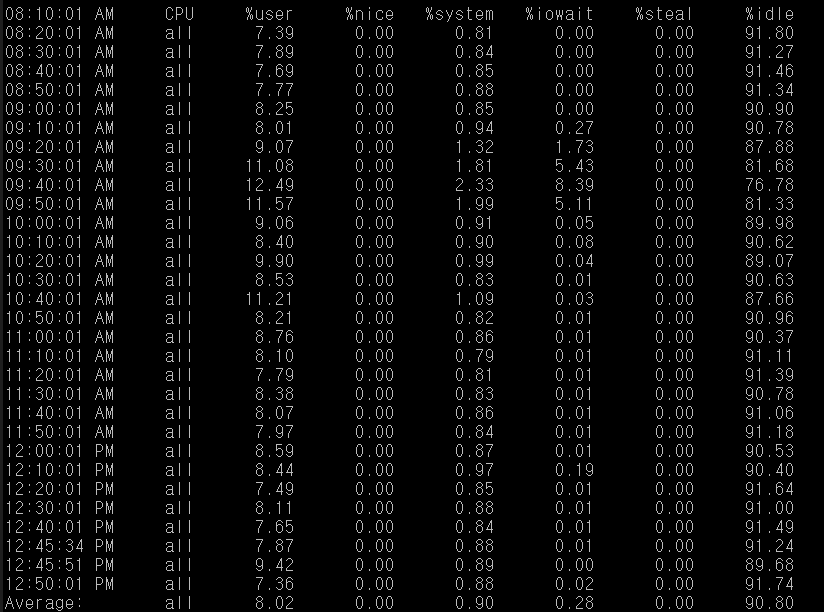 08:10:01 AM CPU %user %nice %system %iowait %steal %idle
08:20:01 AM all 7.39 0.00 0.81 0.00 0.00 91.80
08:30:01 AM all 7.89 0.00 0.84 0.00 0.00 91.27
08:40:01 AM all 7.69 0.00 0.85 0.00 0.00 91.46
08:50:01 AM all 7.77 0.00 0.88 0.00 0.00 91.34
09:00:01 AM all 8.25 0.00 0.85 0.00 0.00 90.90
09:10:01 AM all 8.01 0.00 0.94 0.27 0.00 90.78
09:20:01 AM all 9.07 0.00 1.32 1.73 0.00 87.88
09:30:01 AM all 11.08 0.00 1.81 5.43 0.00 81.68
09:40:01 AM all 12.49 0.00 2.33 8.39 0.00 76.78
09:50:01 AM all 11.57 0.00 1.99 5.11 0.00 81.33
10:00:01 AM all 9.06 0.00 0.91 0.05 0.00 89.98
10:10:01 AM all 8.40 0.00 0.90 0.08 0.00 90.62
10:20:01 AM all 9.90 0.00 0.99 0.04 0.00 89.07
10:30:01 AM all 8.53 0.00 0.83 0.01 0.00 90.63
10:40:01 AM all 11.21 0.00 1.09 0.03 0.00 87.66
10:50:01 AM all 8.21 0.00 0.82 0.01 0.00 90.96
11:00:01 AM all 8.76 0.00 0.86 0.01 0.00 90.37
11:10:01 AM all 8.10 0.00 0.79 0.01 0.00 91.11
11:20:01 AM all 7.79 0.00 0.81 0.01 0.00 91.39
11:30:01 AM all 8.38 0.00 0.83 0.01 0.00 90.78
11:40:01 AM all 8.07 0.00 0.86 0.01 0.00 91.06
11:50:01 AM all 7.97 0.00 0.84 0.01 0.00 91.18
12:00:01 PM all 8.59 0.00 0.87 0.01 0.00 90.53
12:10:01 PM all 8.44 0.00 0.97 0.19 0.00 90.40
12:20:01 PM all 7.49 0.00 0.85 0.01 0.00 91.64
12:30:01 PM all 8.11 0.00 0.88 0.01 0.00 91.00
12:40:01 PM all 7.65 0.00 0.84 0.01 0.00 91.49
12:45:34 PM all 7.87 0.00 0.88 0.01 0.00 91.24
12:45:51 PM all 9.42 0.00 0.89 0.00 0.00 89.68
12:50:01 PM all 7.36 0.00 0.88 0.02 0.00 91.74
Average: all 8.02 0.00 0.90 0.28 0.00 90.80